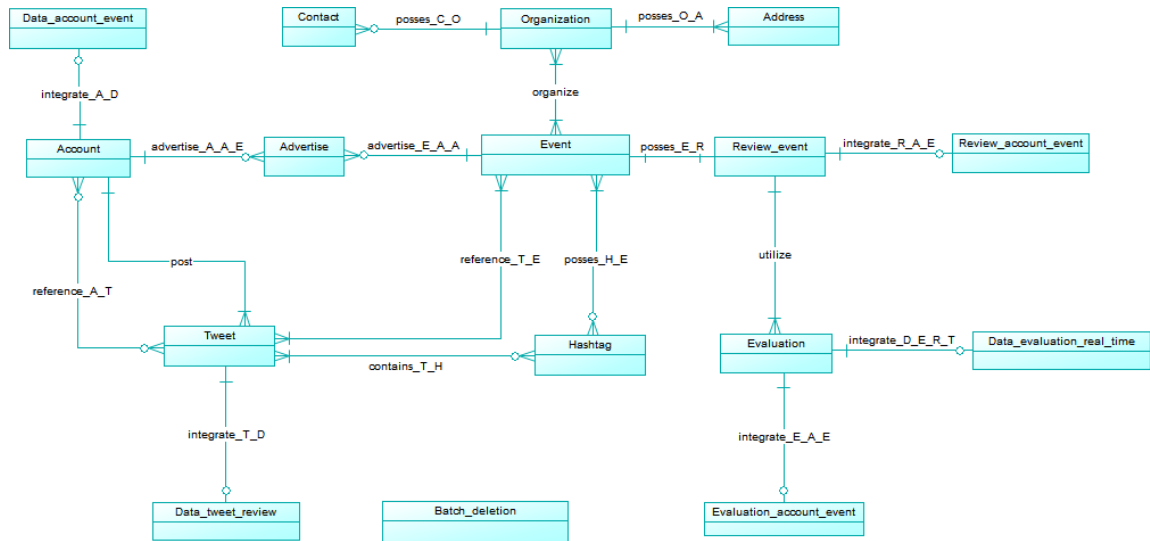 Data_account_event
Contact
posses_C_O
Organization
posses_O_A
Address
integrate_A_D
organize
Account
advertise_A_A_E
Advertise
advertise_E_A_A
Event
posses_E_R
Review_event
integrate_R_A_E
Review_account_event
post
reference_T_E
posses_H_E
utilize
reference_A_T
Tweet
Hashtag
Evaluation
integrate_D_E_R_T
Data_evaluation_real_time
contains_T_H
integrate_T_D
integrate_E_A_E
Data_tweet_review
Batch_deletion
Evaluation_account_event